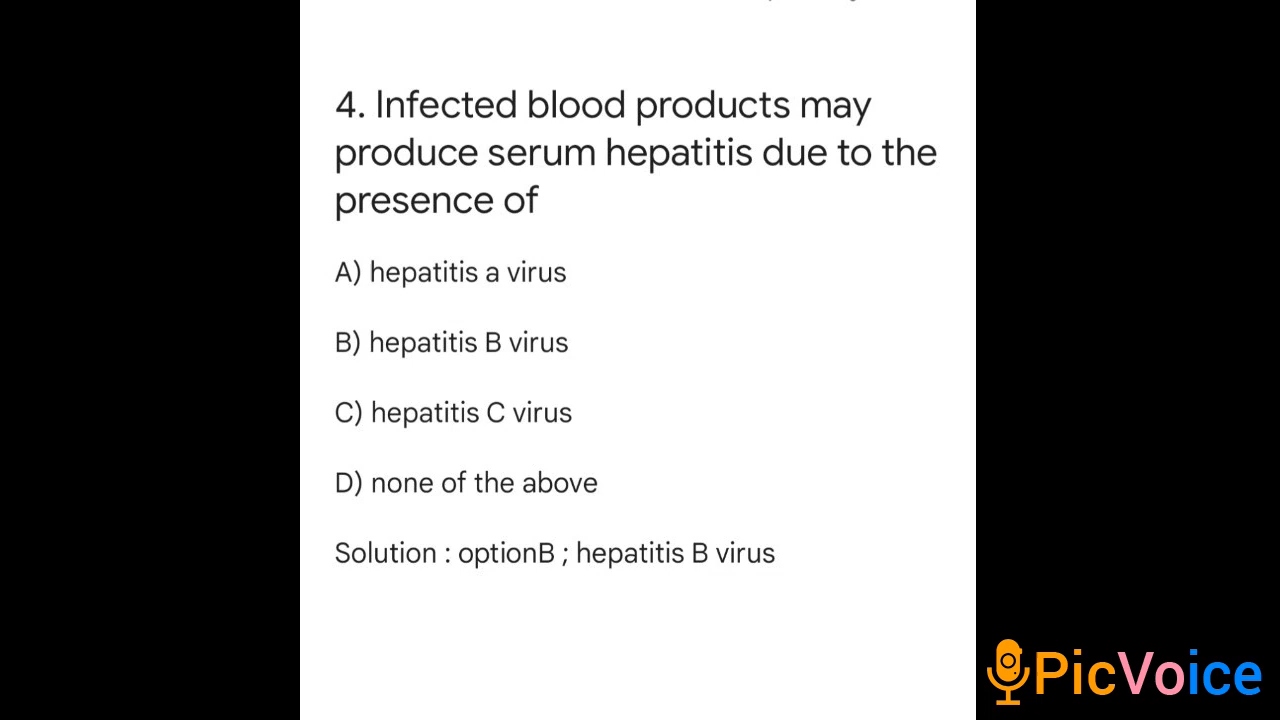 4. Infected blood products may
produce serum hepatitis due to the
presence of
A) hepatitis a virus
B) hepatitis B virus
C) hepatitis C virus
D) none of the above
Solution : optionB ; hepatitis B virus
PicVoice